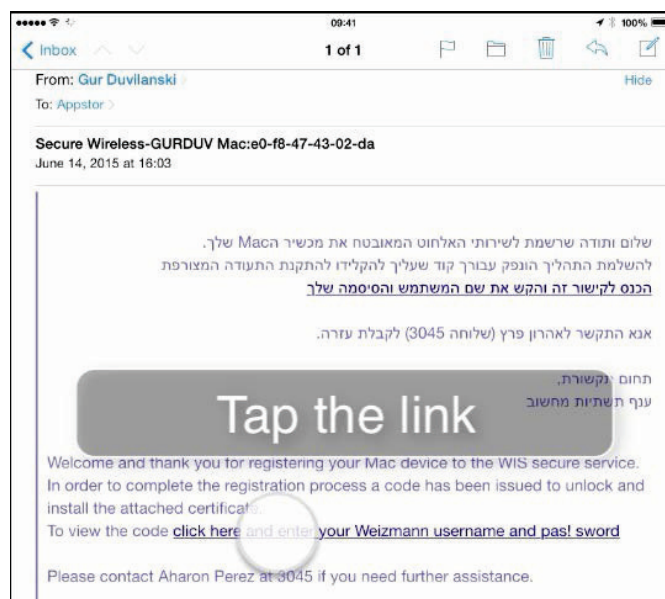 09:41
100%
Inbox
1 of 1
From: Gur Duvilanski
Hide
To: Appstor
Secure Wireless-GURDUV Mac:e0-f8-47-43-02-da
June 14, 2015 at 16:03
שלום ותודה שרשמת לשירותי האלחוט המאובטח את מכשיר הMac שלך.
להשלמת התהליך הונפק עבורך קוד שעליך להקלידו להתקנת התעודה המצורפת
הכנס לקישור זה והקש את שם המשתמש והסיסמה שלך
אנא התקשר לאהרון פרץ (שלוחה 3045) לקבלת עזרה.
תחום
ענף תשתיות מחשוב
Tap the link
Welcome and thank you for registering your Mac device to the WIS secure service.
In order to complete the registration process a code has been issued to unlock and
install the attached certificate.
To view the code click here and enter your Weizmann username and pas! sword
Please contact Aharon Perez at 3045 if you need further assistance.